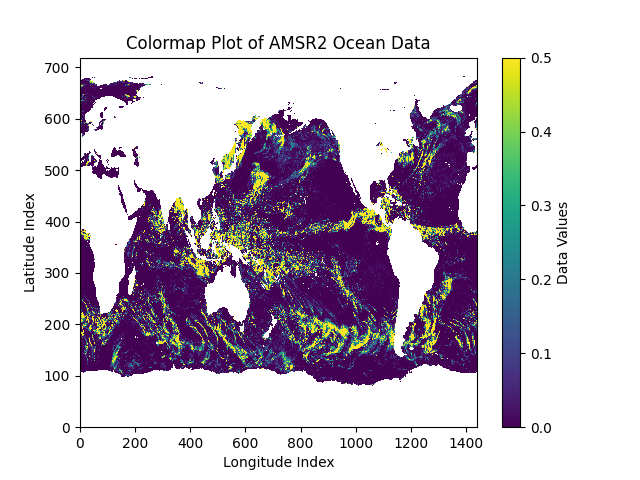 Colormap Plot of AMSR2 Ocean Data
700
600
500
400
300
200
100
0
Latitude Index
0 200 400 600 800 1000 1200 1400
Longitude Index
0.5
0.4
0.3
0.2
0.1
0.0
Data Values